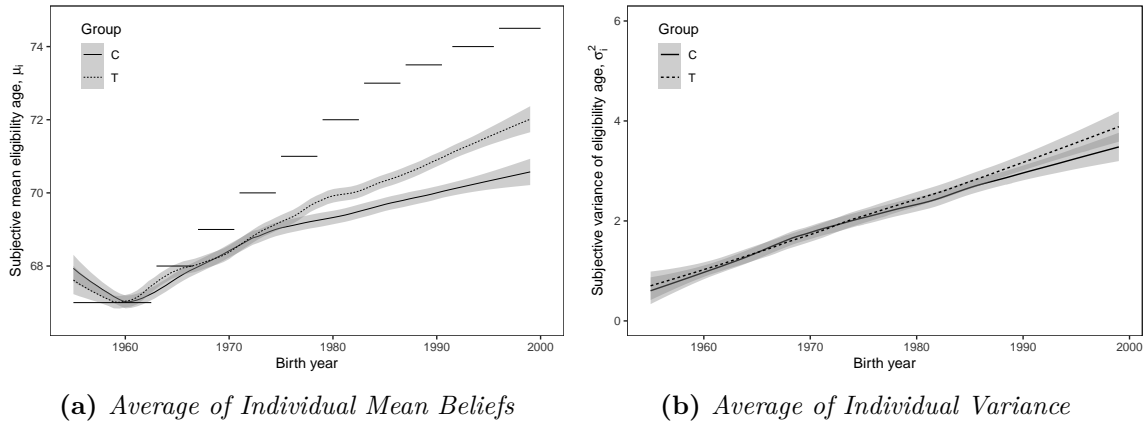 Group
C
T
74
72
70
68
Subjective mean eligibility age, μi
1960 1970 1980 1990 2000
Birth year
(a) Average of Individual Mean Beliefs
Group
C
T
6
4
2
0
Subjective variance of eligibility age, σi²
1960 1970 1980 1990 2000
Birth year
(b) Average of Individual Variance